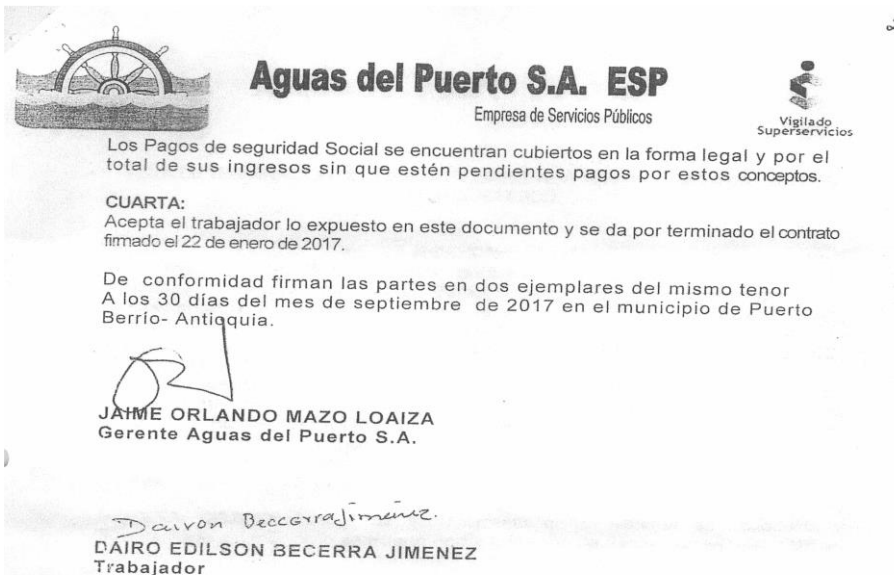 Aguas del Puerto S.A. ESP
Empresa de Servicios Públicos
Vigilado
Superservicios
Los Pagos de seguridad Social se encuentran cubiertos en la forma legal y por el
total de sus ingresos sin que estén pendientes pagos por estos conceptos.
CUARTA:
Acepta el trabajador lo expuesto en este documento y se da por terminado el contrato
firmado el 22 de enero de 2017.
De conformidad firman las partes en dos ejemplares del mismo tenor
A los 30 días del mes de septiembre de 2017 en el municipio de Puerto
Berrío- Antioquia.
JAIME ORLANDO MAZO LOAIZA
Gerente Aguas del Puerto S.A.
Becerra Jimenez.
DAIRO EDILSON BECERRA JIMENEZ
Trabajador